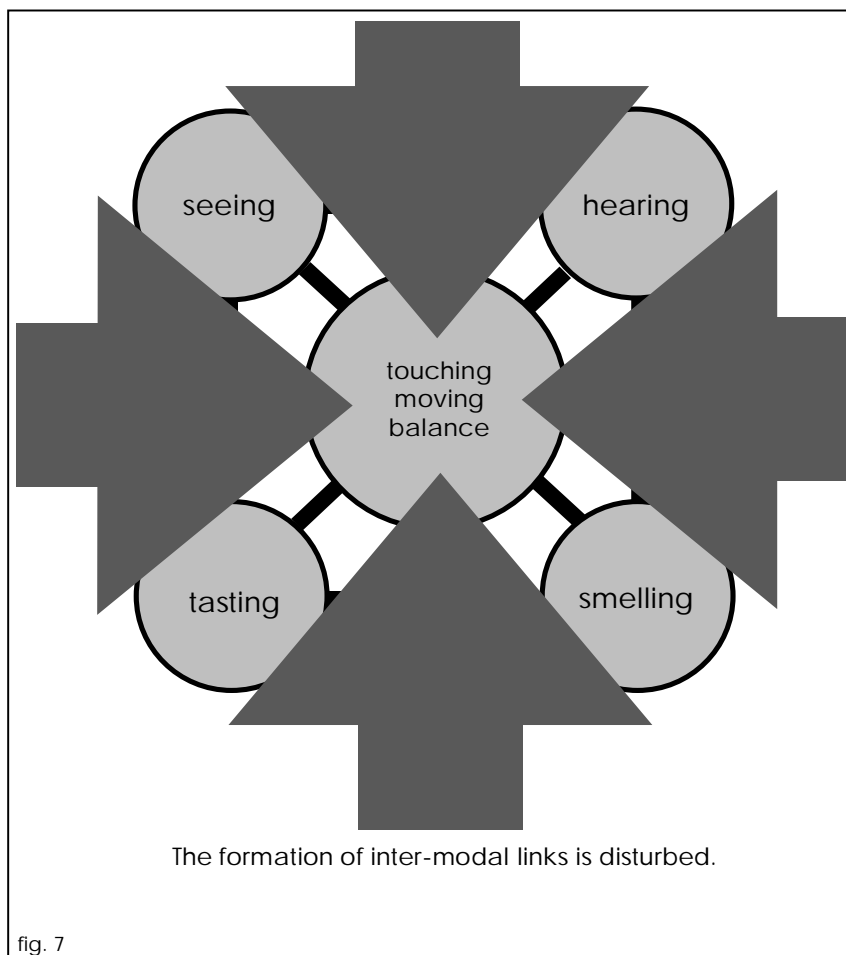 seeing
hearing
touching
moving
balance
tasting
smelling
The formation of inter-modal links is disturbed.
fig. 7